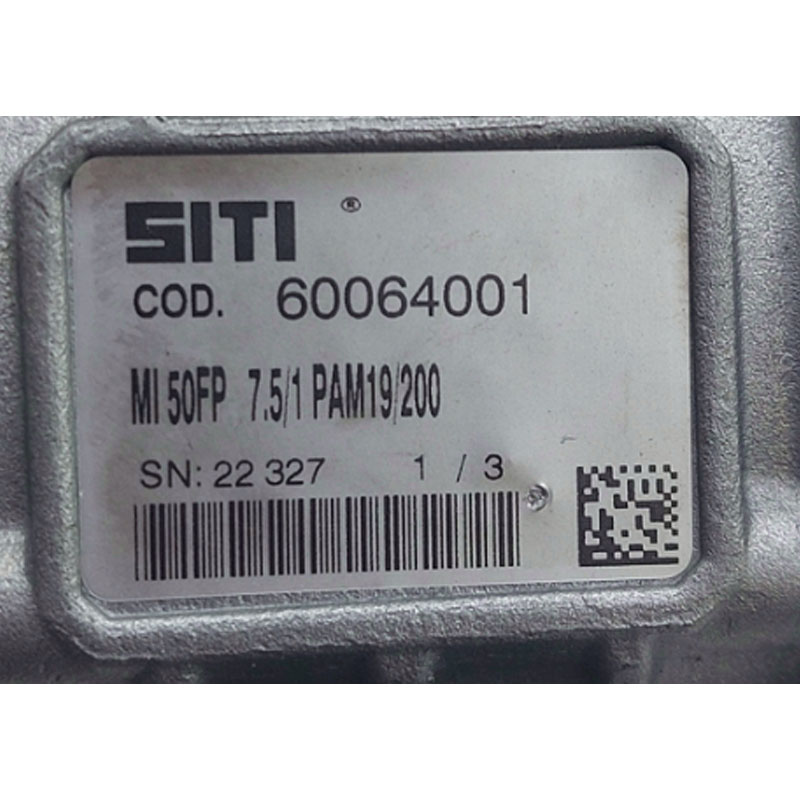 SITI ®
COD. 60064001
MI 50FP 7.5/1 PAM19/200
SN: 22 327 1 / 3